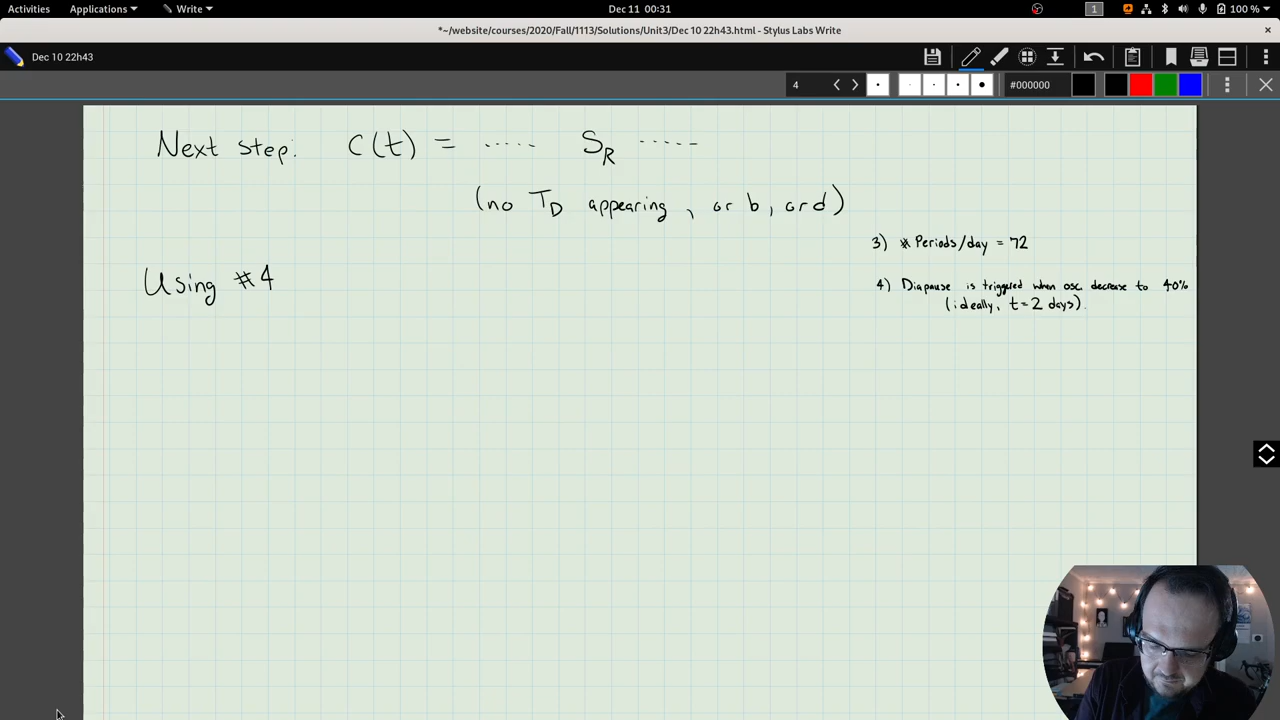 Activities Applications Write Dec 11 00:31 1 100 %
*~/website/courses/2020/Fall/1113/Solutions/Unit3/Dec 10 22h43.html - Stylus Labs Write
Dec 10 22h43
4 #000000
Next step: C(t) = ..... S_R .....
(no T_D appearing, or b, or d)
3) # Periods/day = 72
Using #4
4) Diapause is triggered when osc. decrease to 40%
(ideally, t=2 days).